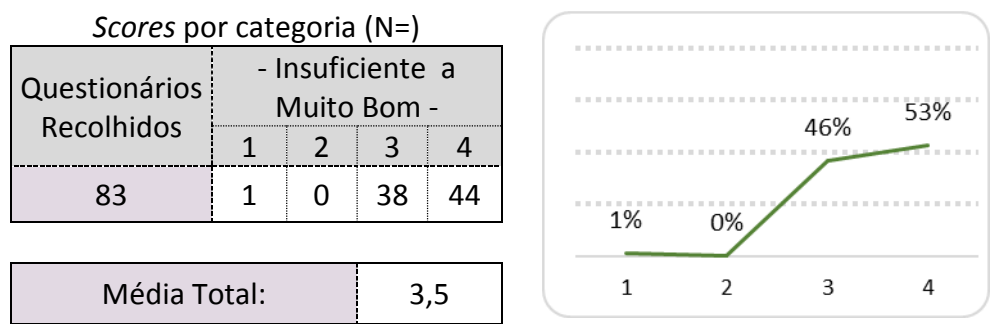 Scores por categoria (N=)
Questionários
Recolhidos
- Insuficiente a
Muito Bom -
1 2 3 4
83 1 0 38 44
Média Total: 3,5
1% 0% 46% 53%
1 2 3 4